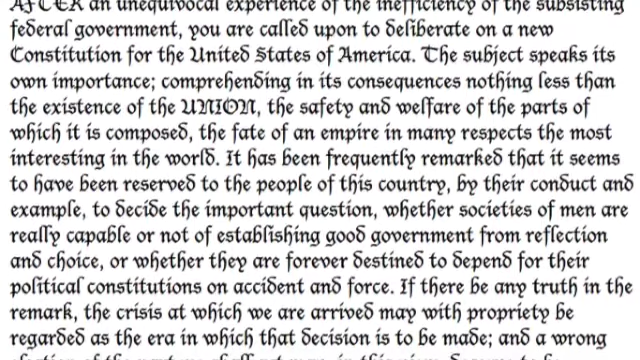 AFTER an unequivocal experience of the inefficiency of the subsisting
federal government, you are called upon to deliberate on a new
Constitution for the United States of America. The subject speaks its
own importance; comprehending in its consequences nothing less than
the existence of the UNION, the safety and welfare of the parts of
which it is composed, the fate of an empire in many respects the most
interesting in the world. It has been frequently remarked that it seems
to have been reserved to the people of this country, by their conduct and
example, to decide the important question, whether societies of men are
really capable or not of establishing good government from reflection
and choice, or whether they are forever destined to depend for their
political constitutions on accident and force. If there be any truth in the
remark, the crisis at which we are arrived may with propriety be
regarded as the era in which that decision is to be made; and a wrong